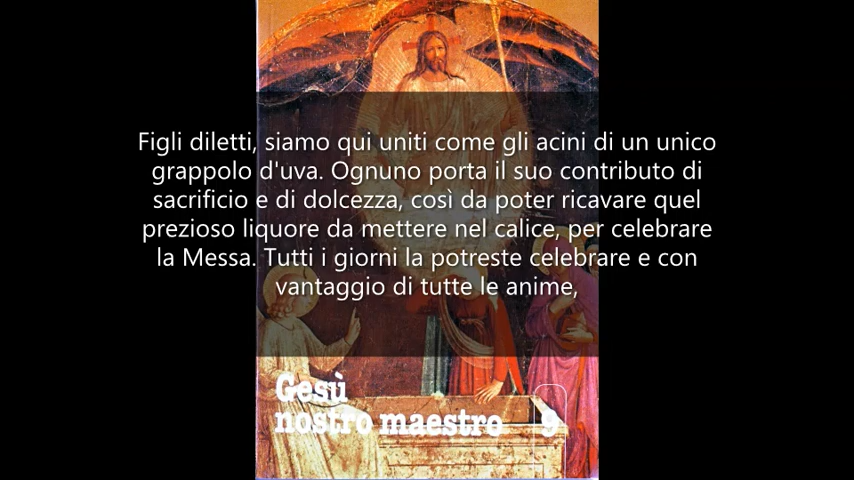 Figli diletti, siamo qui uniti come gli acini di un unico
grappolo d'uva. Ognuno porta il suo contributo di
sacrificio e di dolcezza, così da poter ricavare quel
prezioso liquore da mettere nel calice, per celebrare
la Messa. Tutti i giorni la potreste celebrare e con
vantaggio di tutte le anime,
Gesù
nostro maestro 9